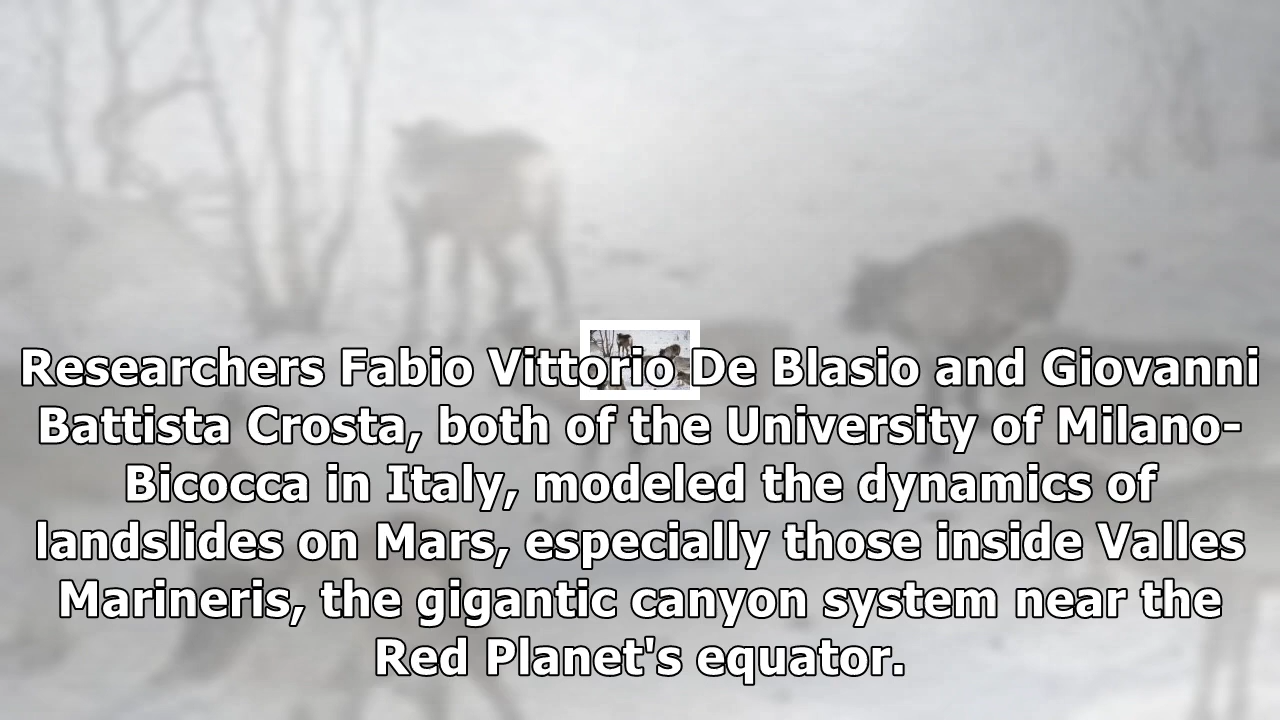 Researchers Fabio Vittorio De Blasio and Giovanni
Battista Crosta, both of the University of Milano-
Bicocca in Italy, modeled the dynamics of
landslides on Mars, especially those inside Valles
Marineris, the gigantic canyon system near the
Red Planet's equator.